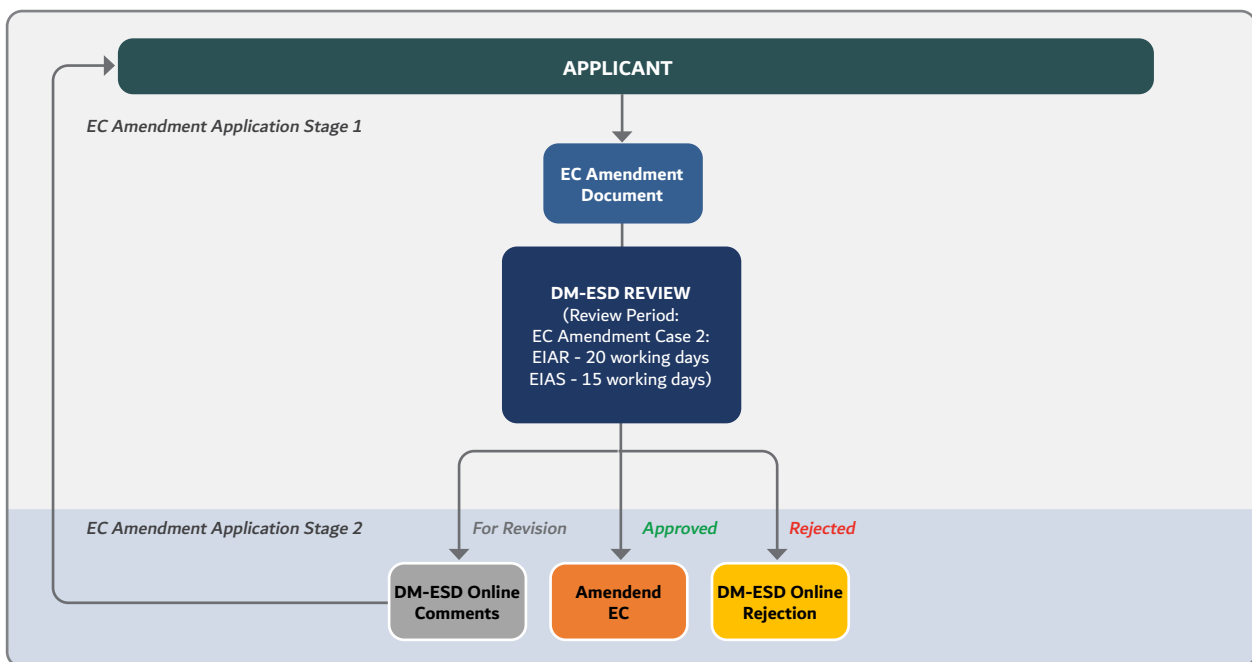 APPLICANT
EC Amendment Application Stage 1
EC Amendment
Document
DM-ESD REVIEW
(Review Period:
EC Amendment Case 2:
EIAR - 20 working days
EIAS - 15 working days)
EC Amendment Application Stage 2
For Revision
Approved
Rejected
DM-ESD Online
Comments
Amendend
EC
DM-ESD Online
Rejection